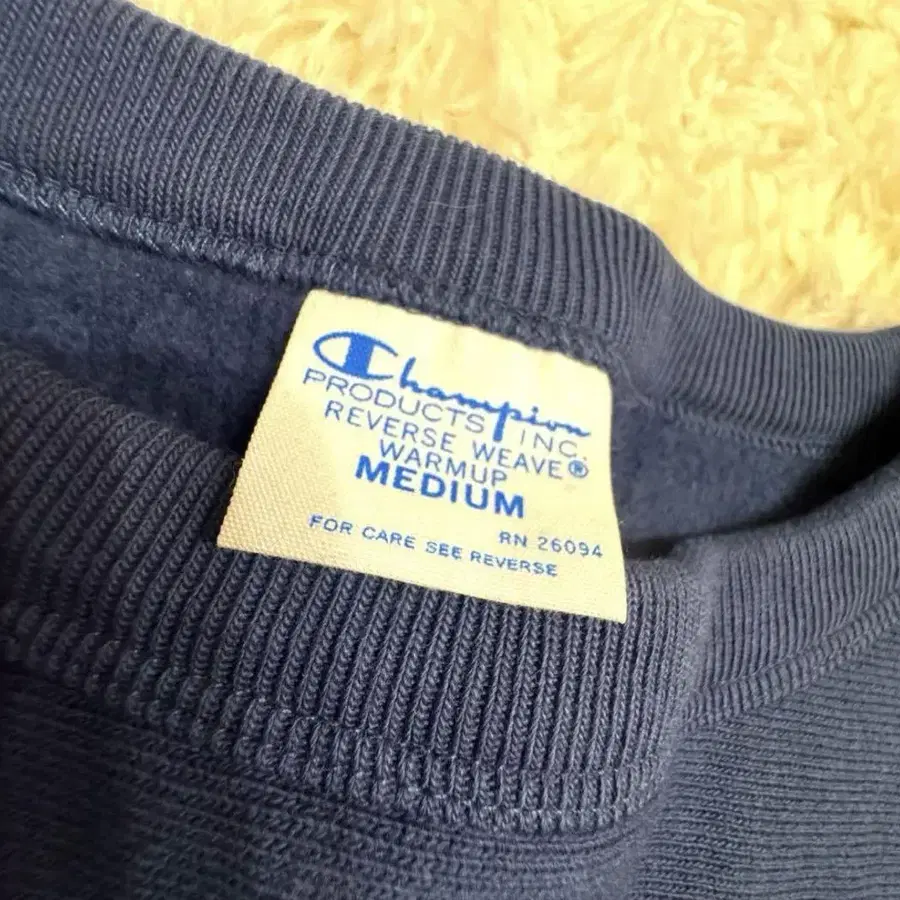 Champion
PRODUCTS INC.
REVERSE WEAVE®
WARMUP
MEDIUM
RN 26094
FOR CARE SEE REVERSE